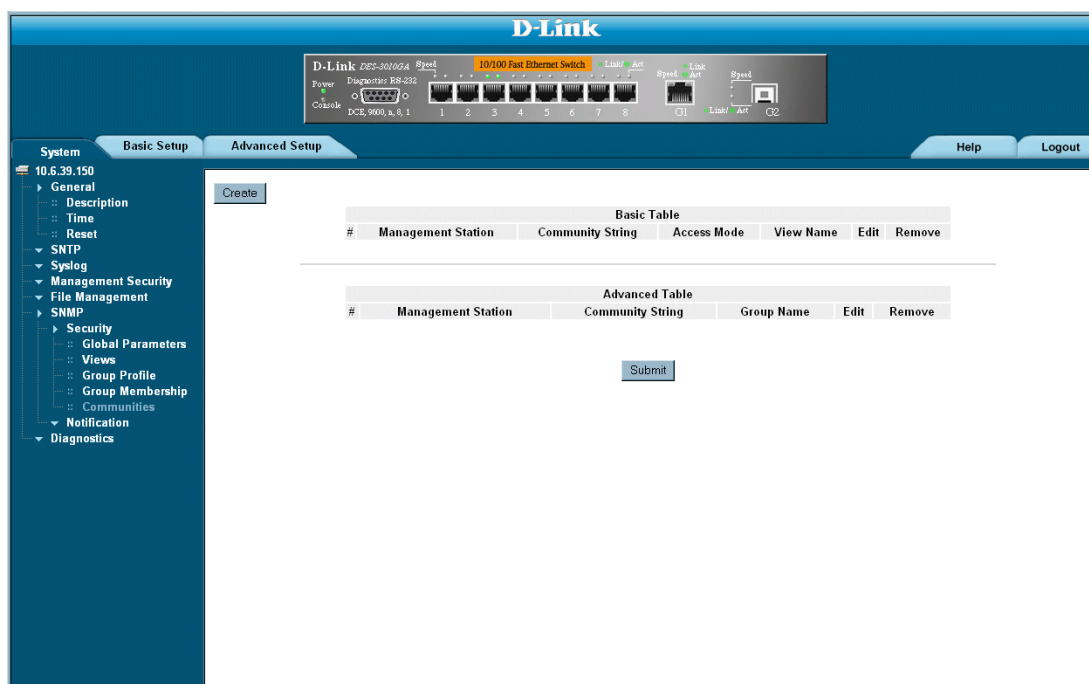 D-Link
D-Link DES-3010GA Speed 10/100 Fast Ethernet Switch Link/ Act
Power Diagnostics RS-232
Console
DCE, 9600, n, 8, 1
1 2 3 4 5 6 7 8
Link
Speed Act
G1
Speed
Link/ Act G2
System Basic Setup Advanced Setup Help Logout
10.6.39.150
General
Description
Time
Reset
SNTP
Syslog
Management Security
File Management
SNMP
Security
Global Parameters
Views
Group Profile
Group Membership
Communities
Notification
Diagnostics
Create
Basic Table
# Management Station Community String Access Mode View Name Edit Remove
Advanced Table
# Management Station Community String Group Name Edit Remove
Submit